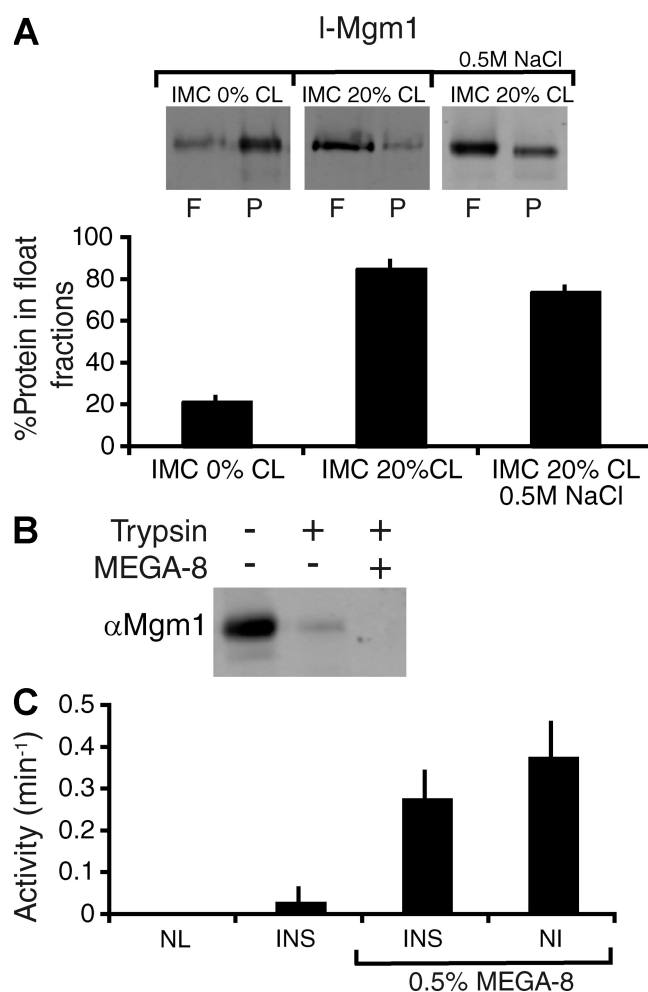 A
l-Mgm1
0.5M NaCl
IMC 0% CL IMC 20% CL IMC 20% CL
F P F P F P
%Protein in float
fractions
100
80
60
40
20
0
IMC 0% CL IMC 20%CL IMC 20% CL
0.5M NaCl
B
Trypsin - + +
MEGA-8 - - +
αMgm1
C
Activity (min-1)
0.5
0.4
0.3
0.2
0.1
0
NL INS INS NI
0.5% MEGA-8